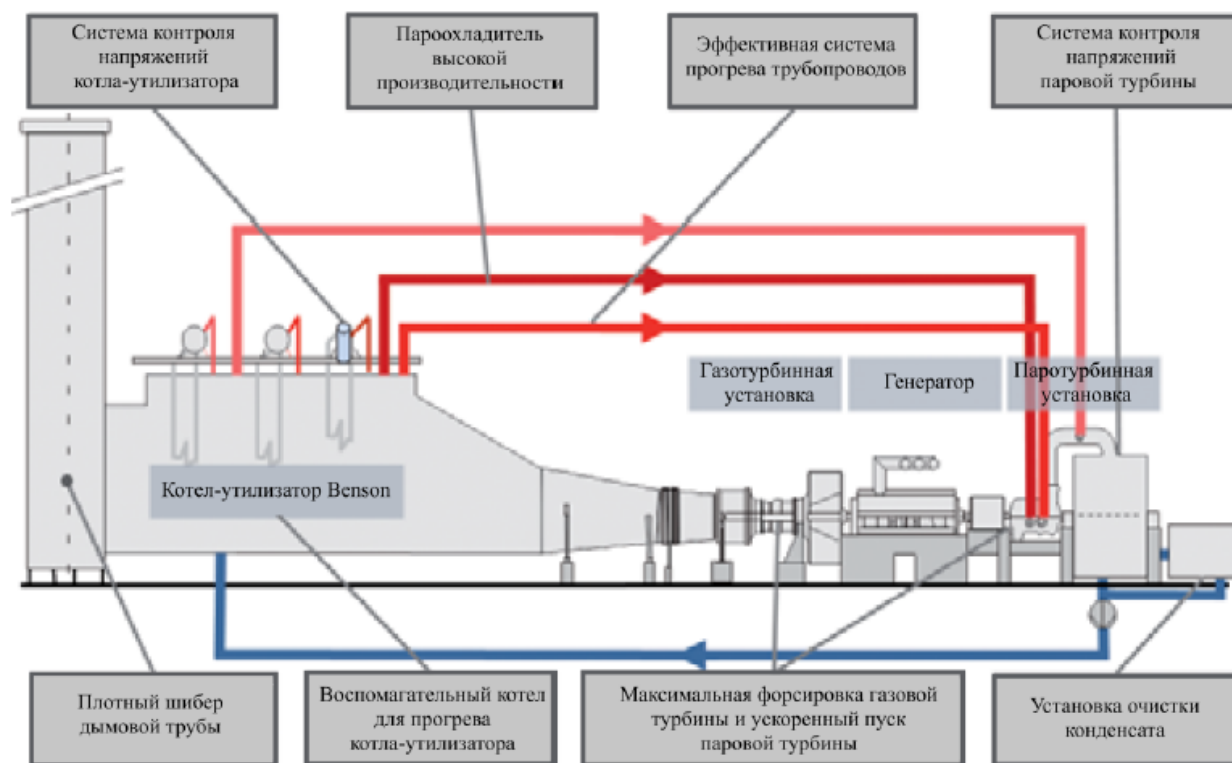 Система контроля
напряжений
котла-утилизатора
Пароохладитель
высокой
производительности
Эффективная система
прогрева трубопроводов
Система контроля
напряжений
паровой турбины
Газотурбинная
установка
Генератор
Паротурбинная
установка
Котел-утилизатор Benson
Плотный шибер
дымовой трубы
Воспомагательный котел
для прогрева
котла-утилизатора
Максимальная форсировка газовой
турбины и ускоренный пуск
паровой турбины
Установка очистки
конденсата